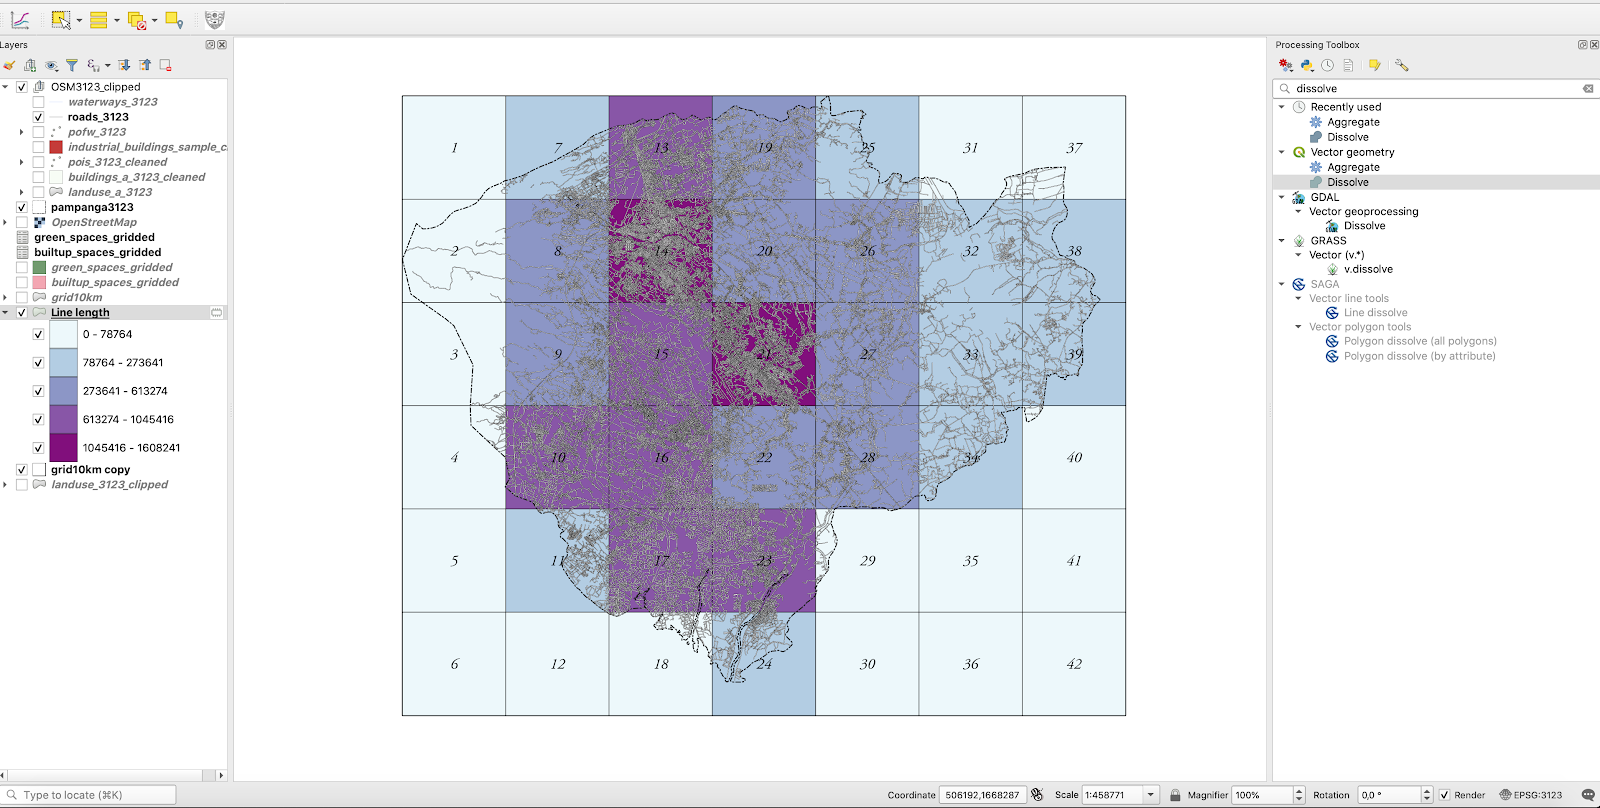 Layers
OSM3123_clipped
waterways_3123
roads_3123
pofw_3123
industrial_buildings_sample_c
pois_3123_cleaned
buildings_a_3123_cleaned
landuse_a_3123
pampanga3123
OpenStreetMap
green_spaces_gridded
builtup_spaces_gridded
green_spaces_gridded
builtup_spaces_gridded
grid10km
Line length
0 - 78764
78764 - 273641
273641 - 613274
613274 - 1045416
1045416 - 1608241
grid10km copy
landuse_3123_clipped
Type to locate (⌘K)
1 7 13 19 25 31 37
2 8 14 20 26 32 38
3 9 15 21 27 33 39
4 10 16 22 28 34 40
5 11 17 23 29 35 41
6 12 18 24 30 36 42
Processing Toolbox
dissolve
Recently used
Aggregate
Dissolve
Vector geometry
Aggregate
Dissolve
GDAL
Vector geoprocessing
Dissolve
GRASS
Vector (v.*)
v.dissolve
SAGA
Vector line tools
Line dissolve
Vector polygon tools
Polygon dissolve (all polygons)
Polygon dissolve (by attribute)
Coordinate 506192,1668287 Scale 1:458771 Magnifier 100% Rotation 0,0 ° Render EPSG:3123